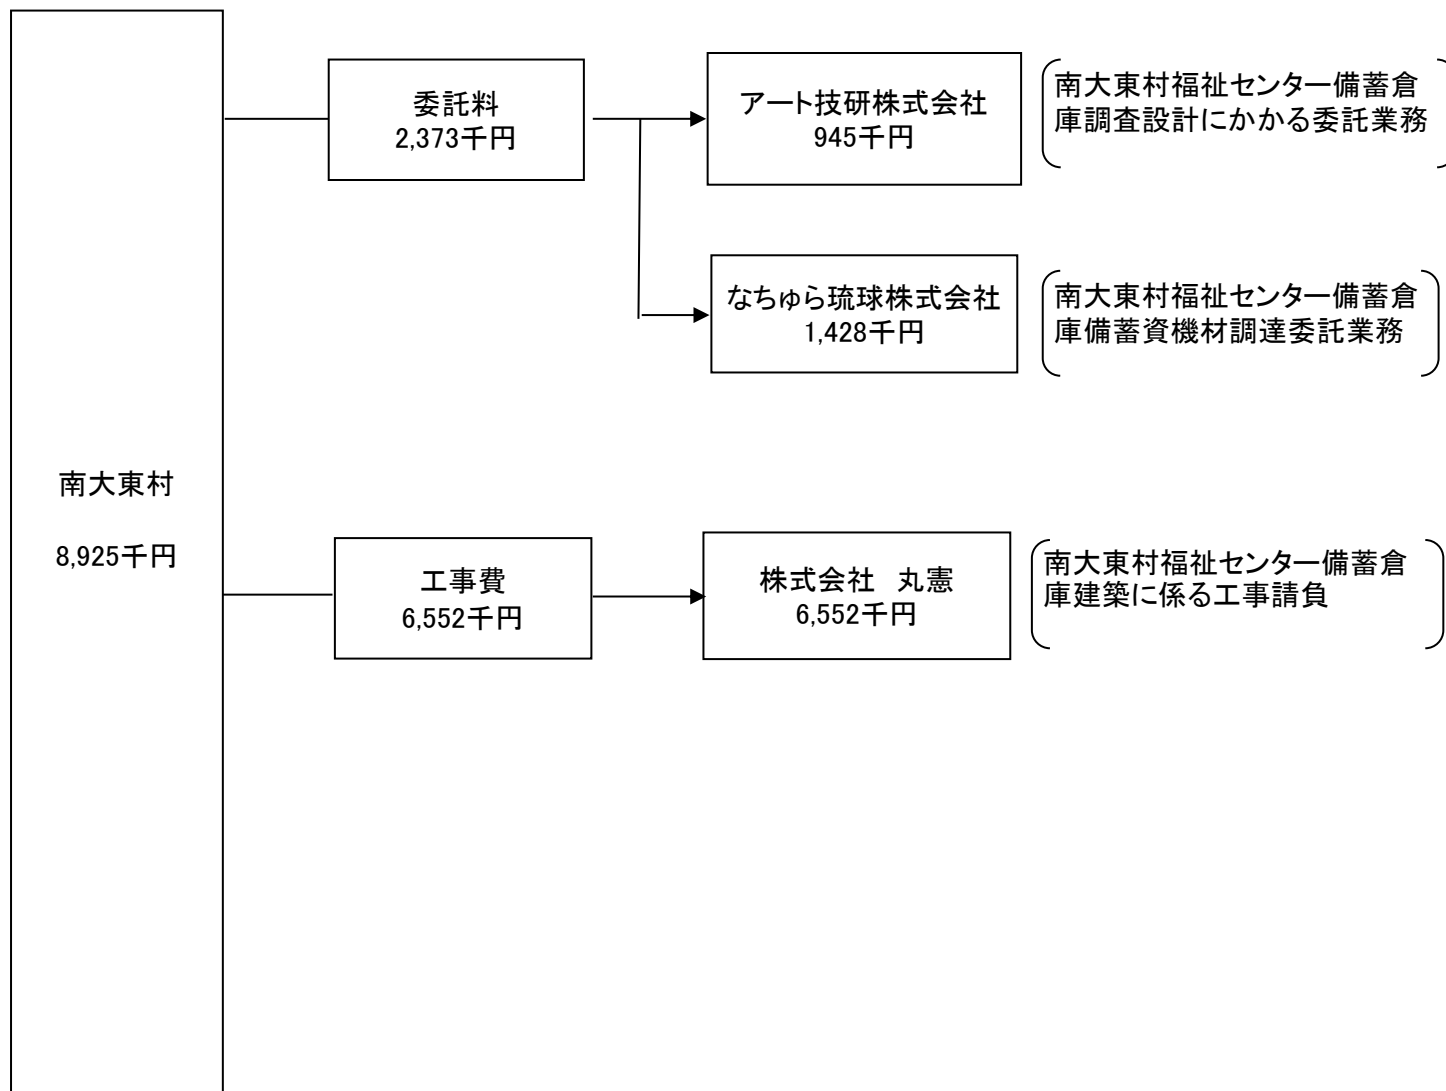 南大東村
8,925千円
委託料
2,373千円
アート技研株式会社
945千円
南大東村福祉センター備蓄倉
庫調査設計にかかる委託業務
なちゅら琉球株式会社
1,428千円
南大東村福祉センター備蓄倉
庫備蓄資機材調達委託業務
工事費
6,552千円
株式会社　丸憲
6,552千円
南大東村福祉センター備蓄倉
庫建築に係る工事請負